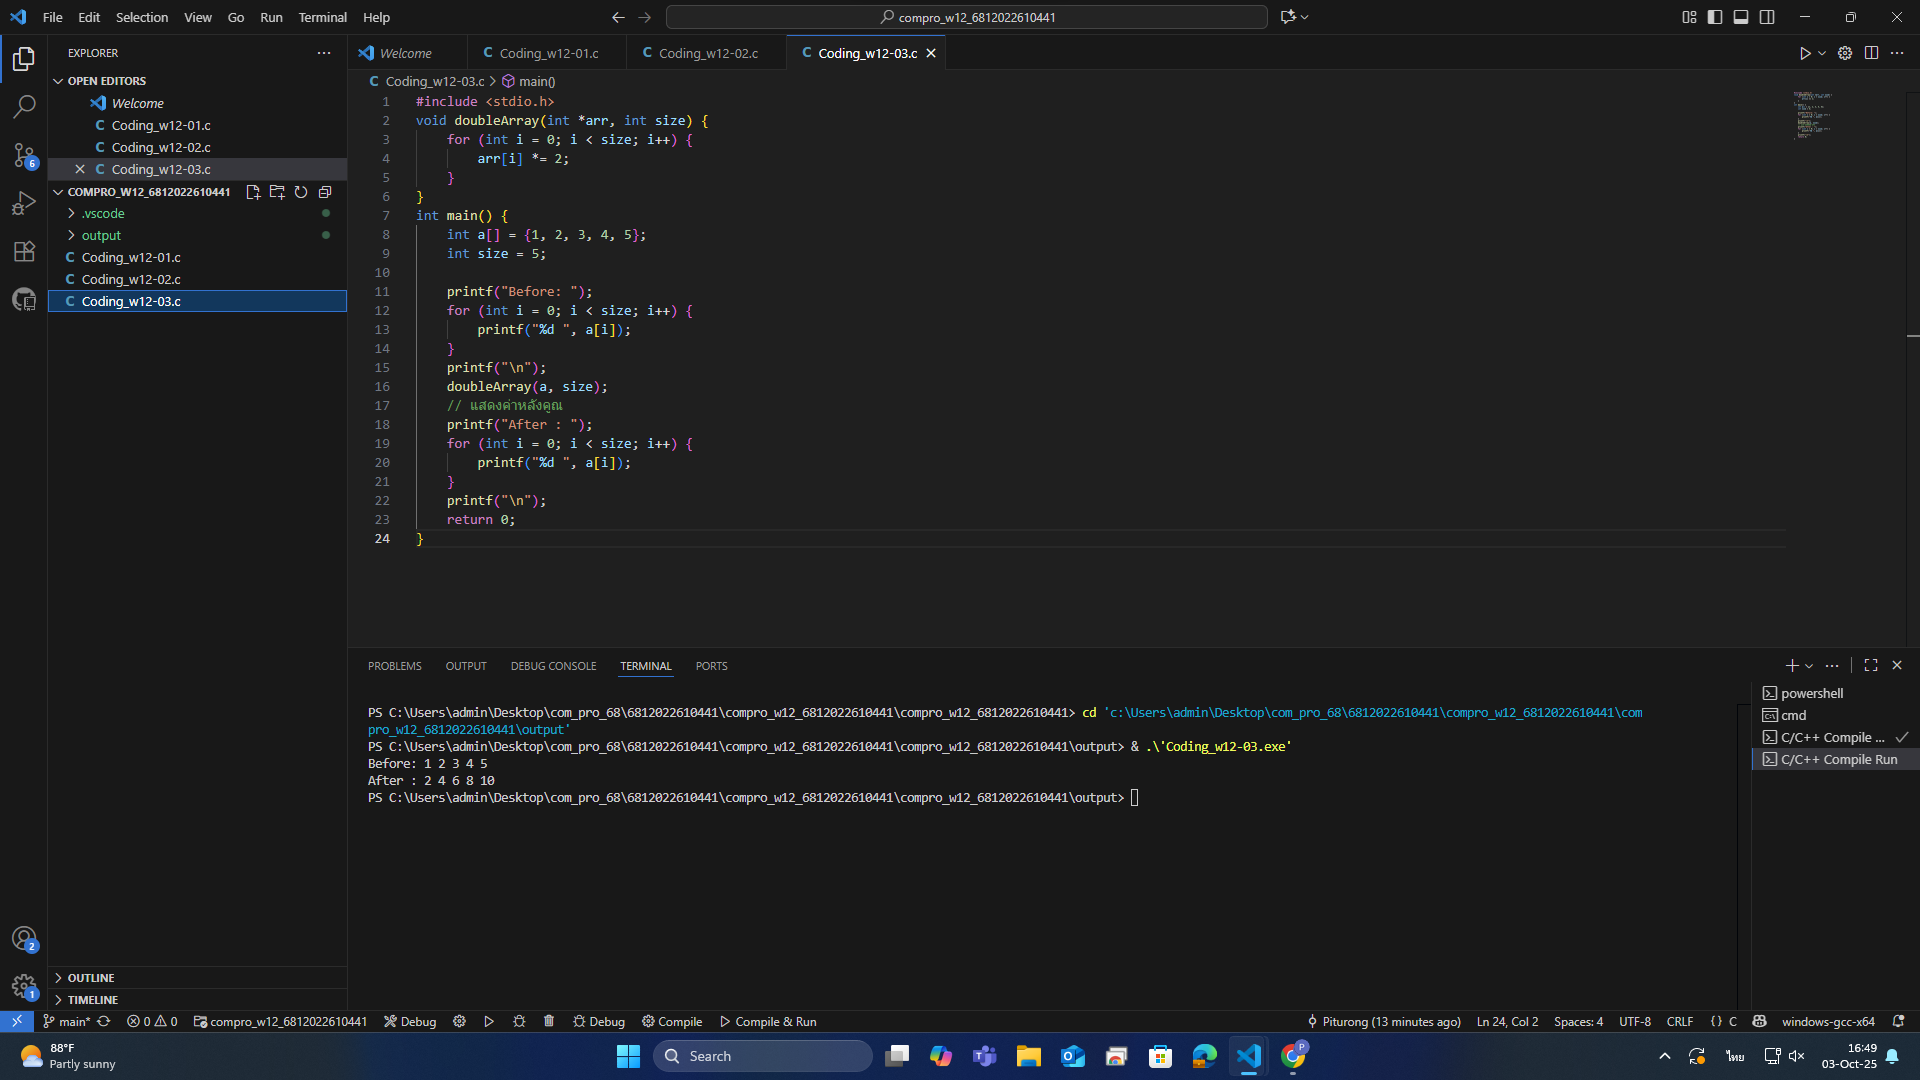 File Edit Selection View Go Run Terminal Help
compro_w12_6812022610441
EXPLORER
OPEN EDITORS
Welcome
Coding_w12-01.c
Coding_w12-02.c
Coding_w12-03.c
COMPRO_W12_6812022610441
.vscode
output
Coding_w12-01.c
Coding_w12-02.c
Coding_w12-03.c
OUTLINE
TIMELINE
6
2
1
Welcome Coding_w12-01.c Coding_w12-02.c Coding_w12-03.c
Coding_w12-03.c > main()
1 #include <stdio.h>
2 void doubleArray(int *arr, int size) {
3 for (int i = 0; i < size; i++) {
4 arr[i] *= 2;
5 }
6 }
7 int main() {
8 int a[] = {1, 2, 3, 4, 5};
9 int size = 5;
10
11 printf("Before: ");
12 for (int i = 0; i < size; i++) {
13 printf("%d ", a[i]);
14 }
15 printf("\n");
16 doubleArray(a, size);
17 // แสดงค่าหลังคูณ
18 printf("After : ");
19 for (int i = 0; i < size; i++) {
20 printf("%d ", a[i]);
21 }
22 printf("\n");
23 return 0;
24 }
PROBLEMS OUTPUT DEBUG CONSOLE TERMINAL PORTS
PS C:\Users\admin\Desktop\com_pro_68\6812022610441\compro_w12_6812022610441\compro_w12_6812022610441> cd 'c:\Users\admin\Desktop\com_pro_68\6812022610441\compro_w12_6812022610441\com
pro_w12_6812022610441\output'
PS C:\Users\admin\Desktop\com_pro_68\6812022610441\compro_w12_6812022610441\compro_w12_6812022610441\output> & .\'Coding_w12-03.exe'
Before: 1 2 3 4 5
After : 2 4 6 8 10
PS C:\Users\admin\Desktop\com_pro_68\6812022610441\compro_w12_6812022610441\compro_w12_6812022610441\output>
powershell
cmd
C/C++ Compile ...
C/C++ Compile Run
main* 0 0 compro_w12_6812022610441 Debug Debug Compile Compile & Run Piturong (13 minutes ago) Ln 24, Col 2 Spaces: 4 UTF-8 CRLF {} C windows-gcc-x64
88°F
Partly sunny
Search
P
ไทย
16:49
03-Oct-25